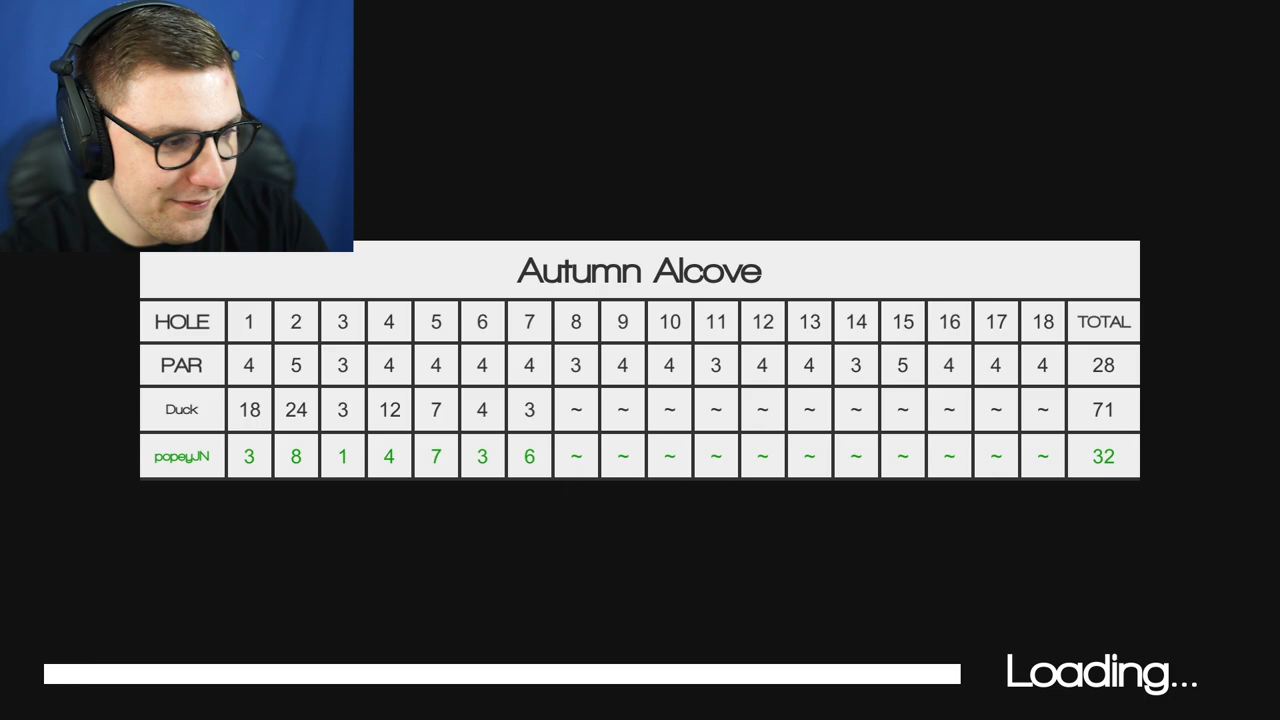 Autumn Alcove
HOLE 1 2 3 4 5 6 7 8 9 10 11 12 13 14 15 16 17 18 TOTAL
PAR 4 5 3 4 4 4 4 3 4 4 3 4 4 3 5 4 4 4 28
Duck 18 24 3 12 7 4 3 ~ ~ ~ ~ ~ ~ ~ ~ ~ ~ ~ 71
popeyJN 3 8 1 4 7 3 6 ~ ~ ~ ~ ~ ~ ~ ~ ~ ~ ~ 32
Loading...